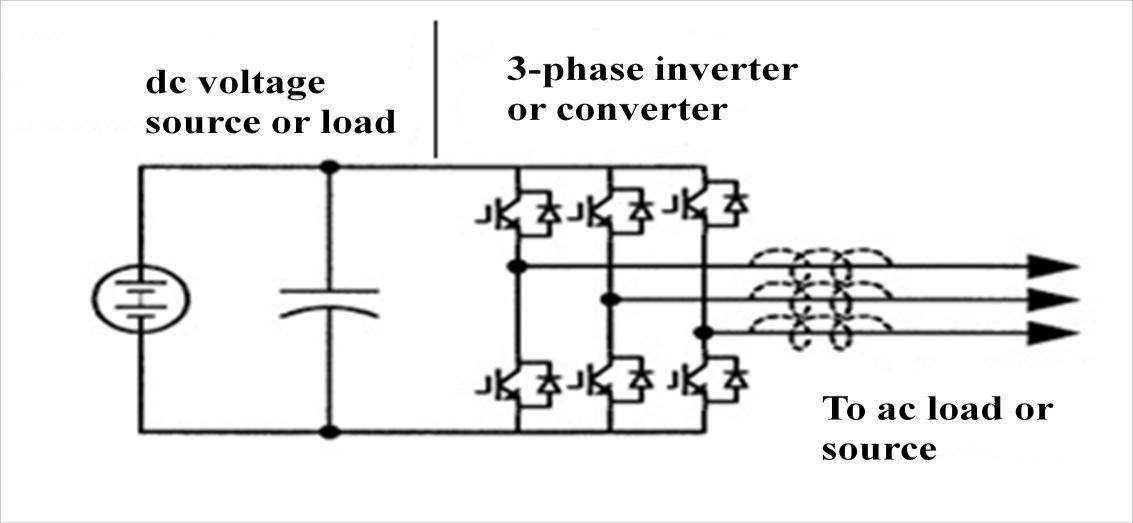 dc voltage
source or load
3-phase inverter
or converter
To ac load or
source